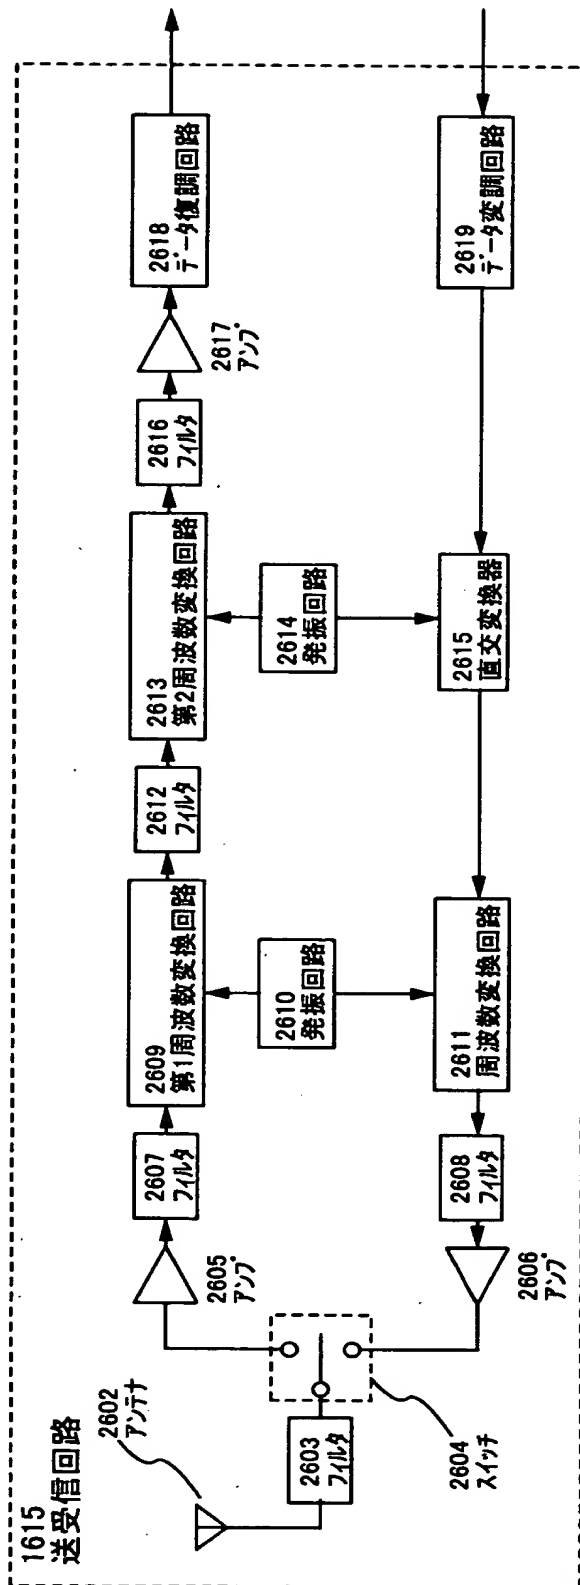 1615
送受信回路
2602
アンテナ
2603
フィルタ
2604
スイッチ
2605
アンプ
2607
フィルタ
2609
第1周波数変換回路
2612
フィルタ
2613
第2周波数変換回路
2616
フィルタ
2617
アンプ
2618
データ復調回路
2610
発振回路
2614
発振回路
2606
アンプ
2608
フィルタ
2611
周波数変換回路
2615
直交変換器
2619
データ変調回路